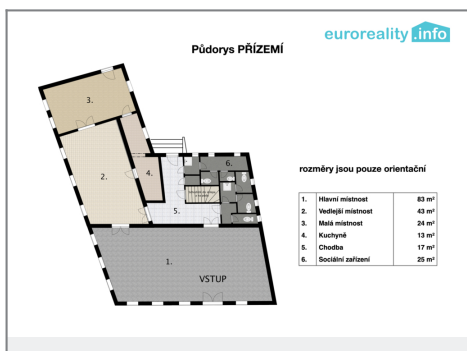 euroreality .info
Půdorys PŘÍZEMÍ
3.
2.
4.
6.
5.
1.
VSTUP
rozměry jsou pouze orientační
1. Hlavní místnost 83 m²
2. Vedlejší místnost 43 m²
3. Malá místnost 24 m²
4. Kuchyně 13 m²
5. Chodba 17 m²
6. Sociální zařízení 25 m²